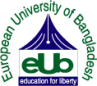 European University of Bangladesh
eub
education for liberty